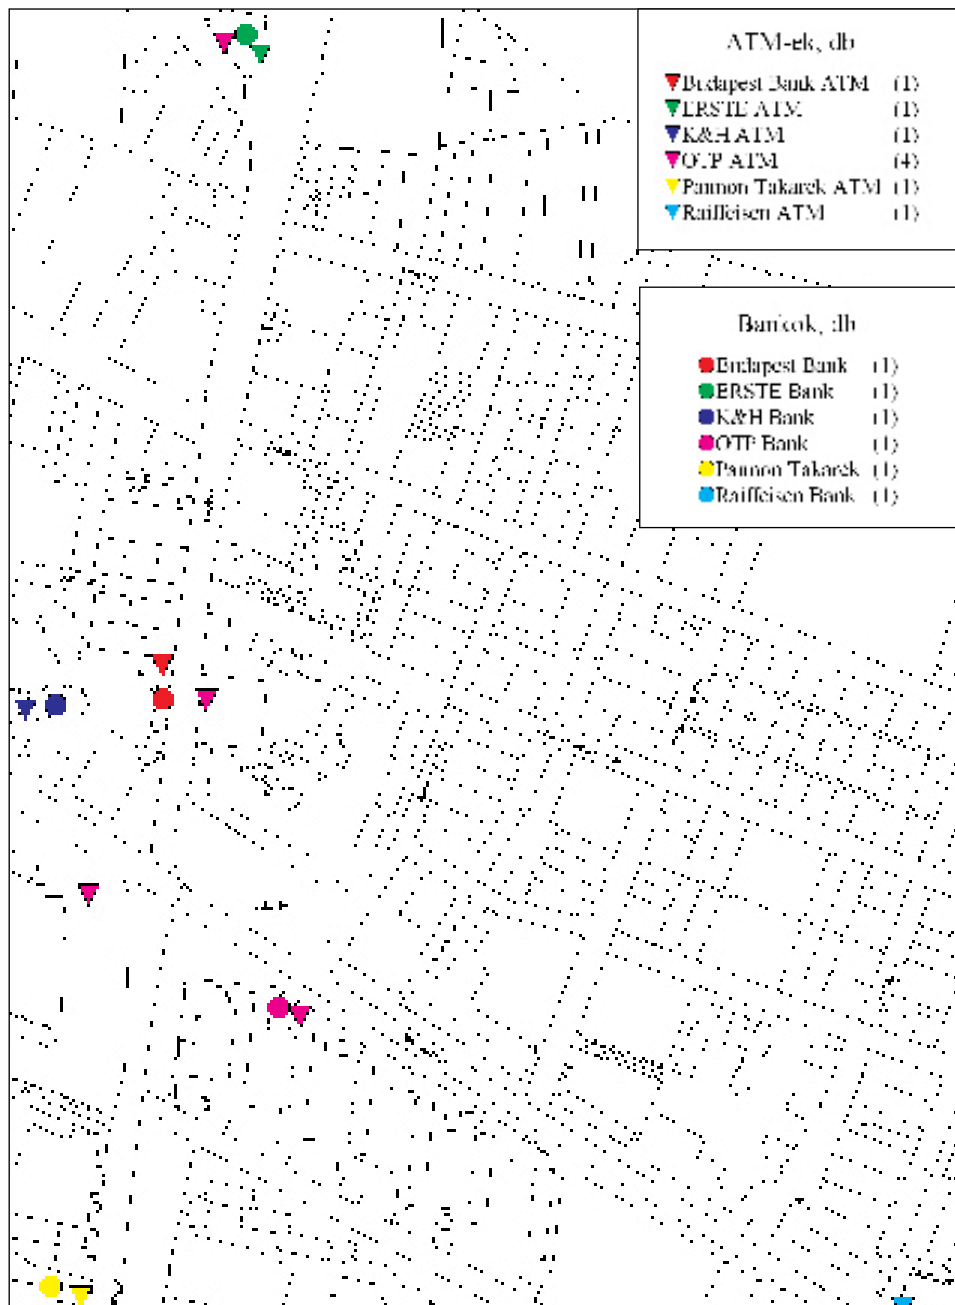 ATM-ek, db
Budapest Bank ATM (1)
ERSTE ATM (1)
K&H ATM (1)
OTP ATM (4)
Pannon Takarek ATM (1)
Raiffeisen ATM (1)
Bankok, db
Budapest Bank (1)
ERSTE Bank (1)
K&H Bank (1)
OTP Bank (1)
Pannon Takarek (1)
Raiffeisen Bank (1)